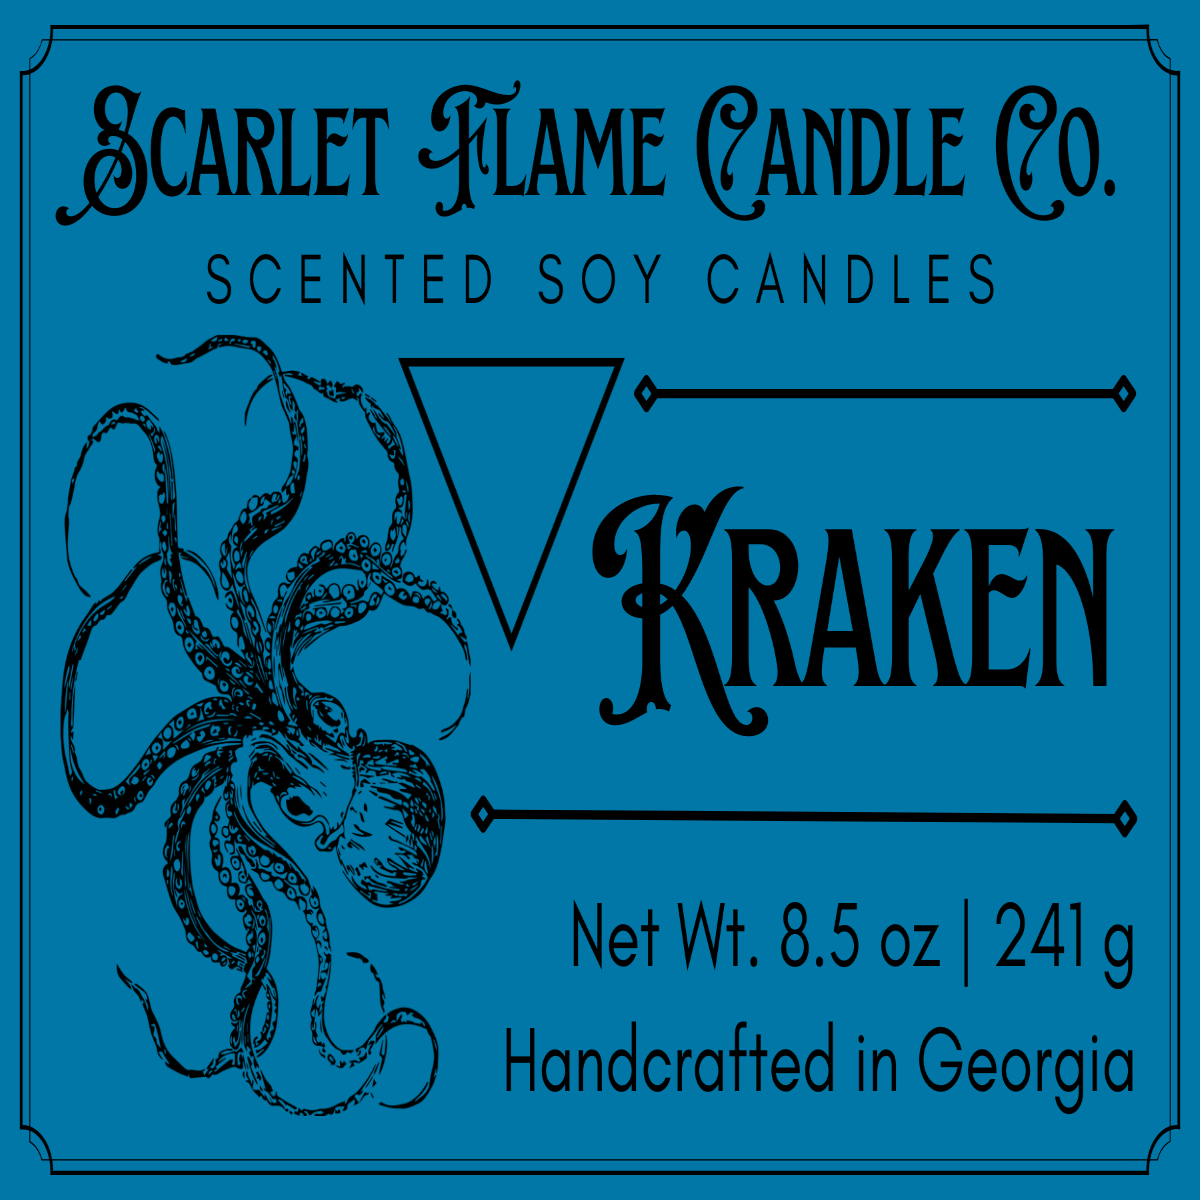 Scarlet Flame Candle Co.
SCENTED SOY CANDLES
Kraken
Net Wt. 8.5 oz | 241 g
Handcrafted in Georgia